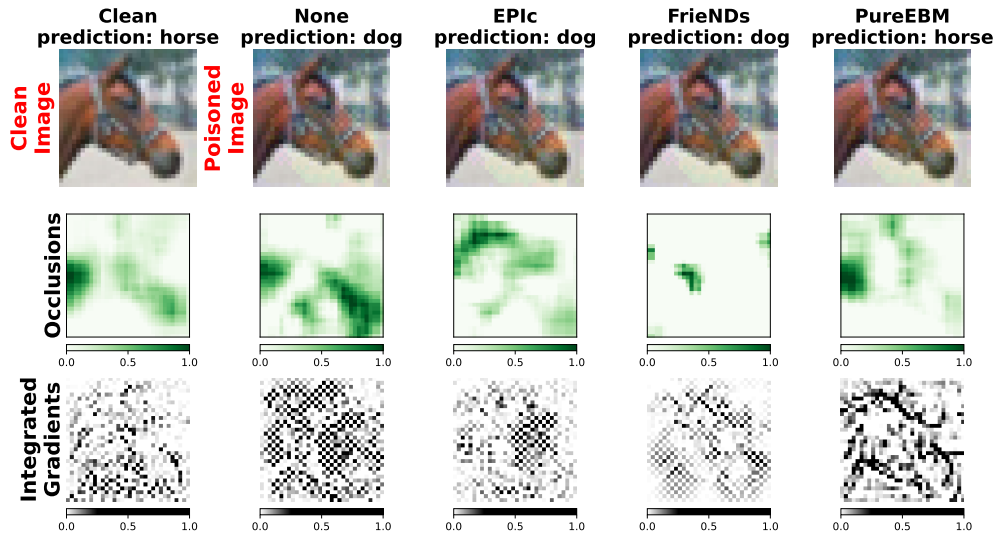 Clean
prediction: horse
None
prediction: dog
EPIc
prediction: dog
FrieNDs
prediction: dog
PureEBM
prediction: horse
Clean
Image
Poisoned
Image
Occlusions
0.0 0.5 1.0
0.0 0.5 1.0
0.0 0.5 1.0
0.0 0.5 1.0
0.0 0.5 1.0
Integrated
Gradients
0.0 0.5 1.0
0.0 0.5 1.0
0.0 0.5 1.0
0.0 0.5 1.0
0.0 0.5 1.0